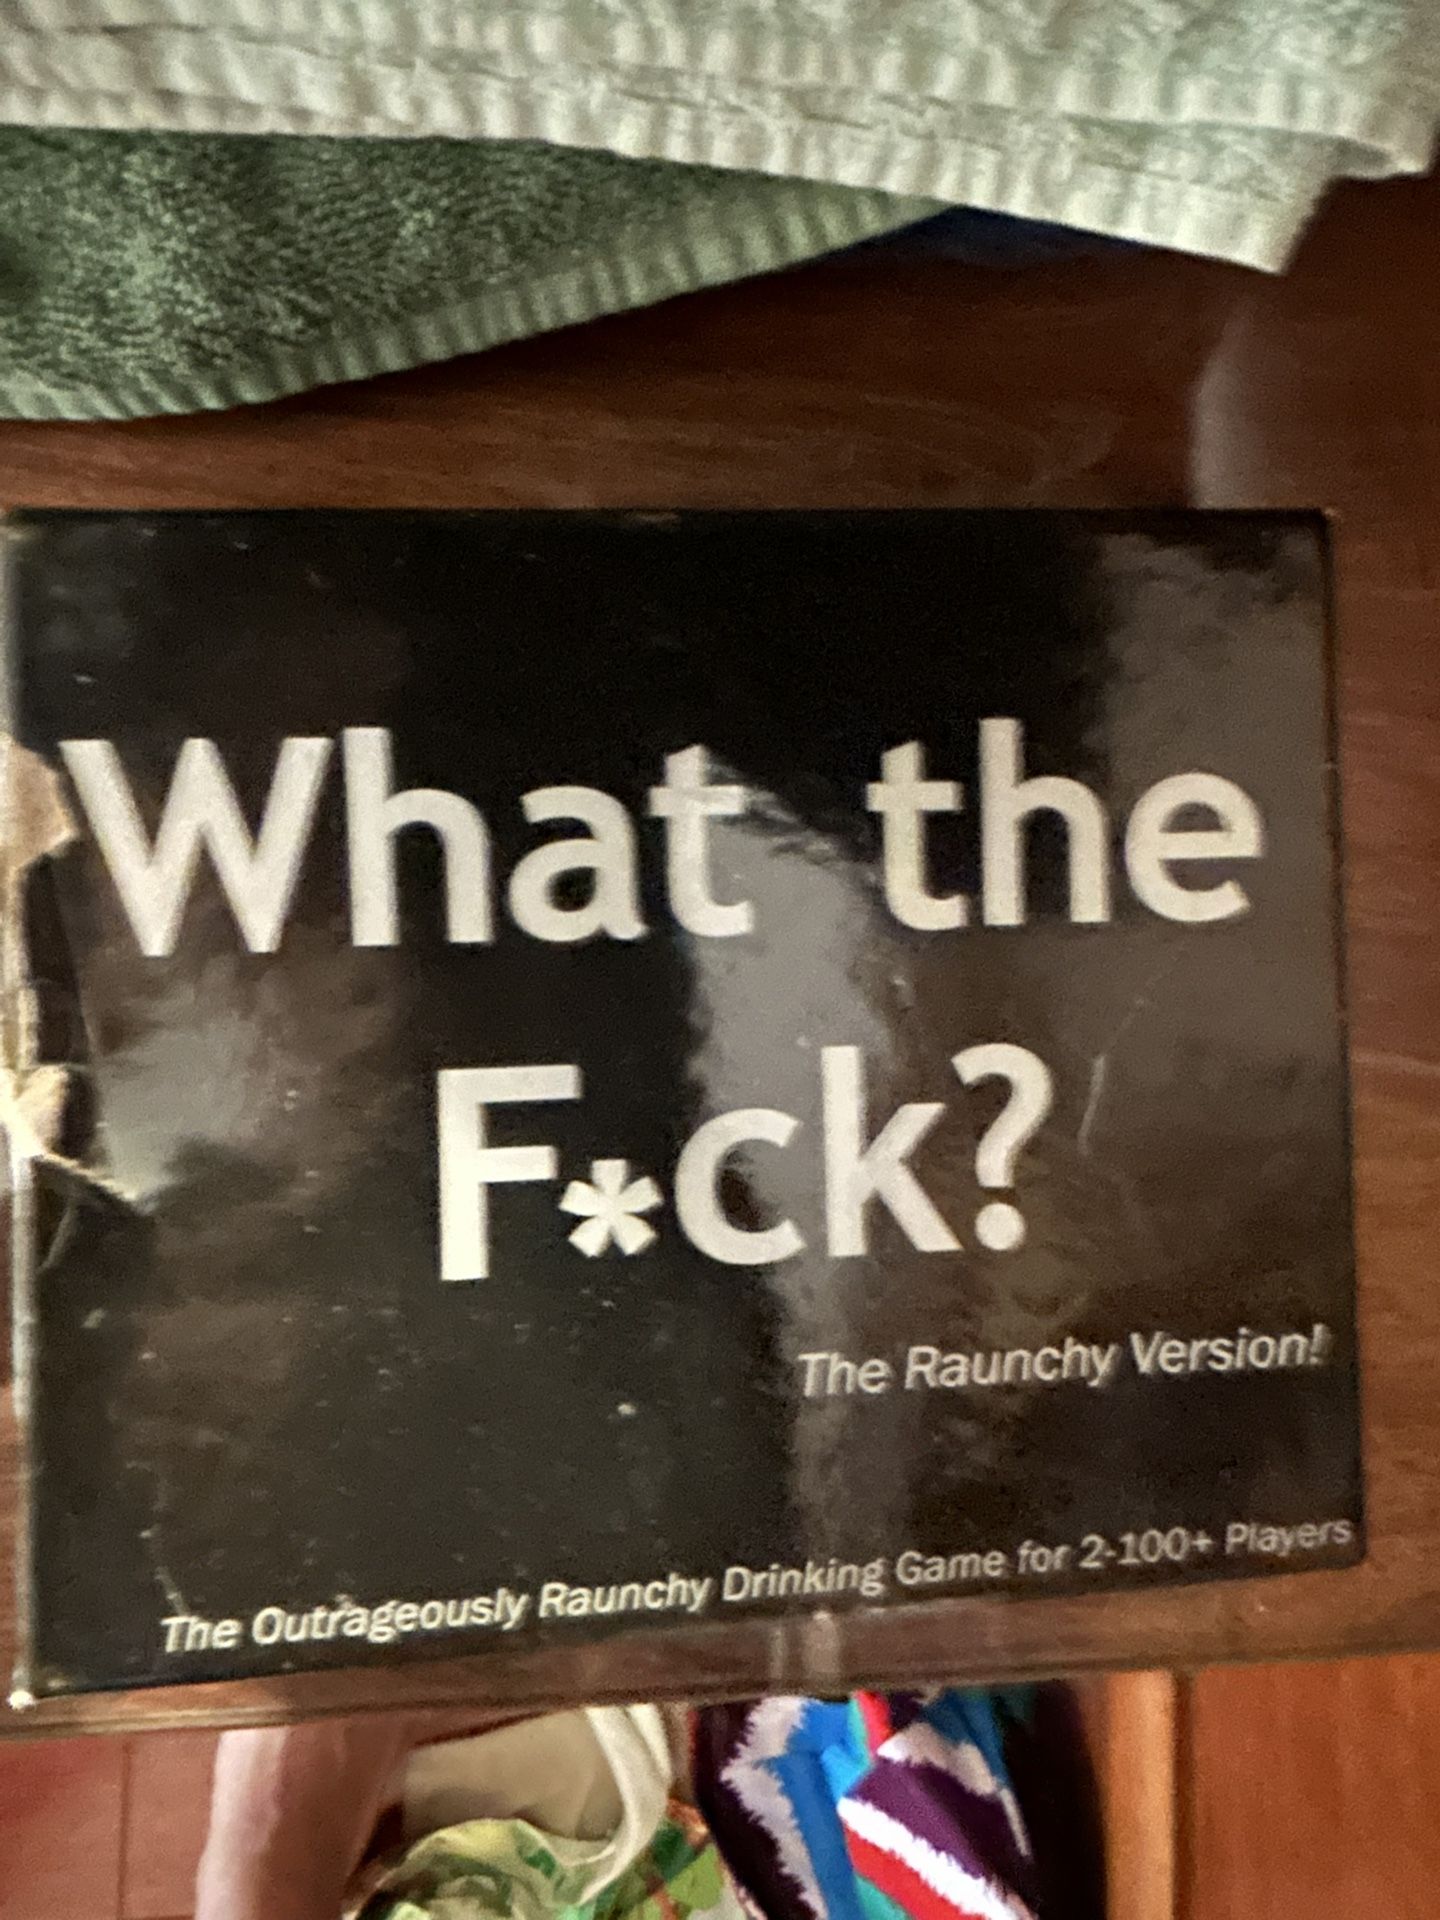 What the
F*ck?
The Raunchy Version!
The Outrageously Raunchy Drinking Game for 2-100+ Players